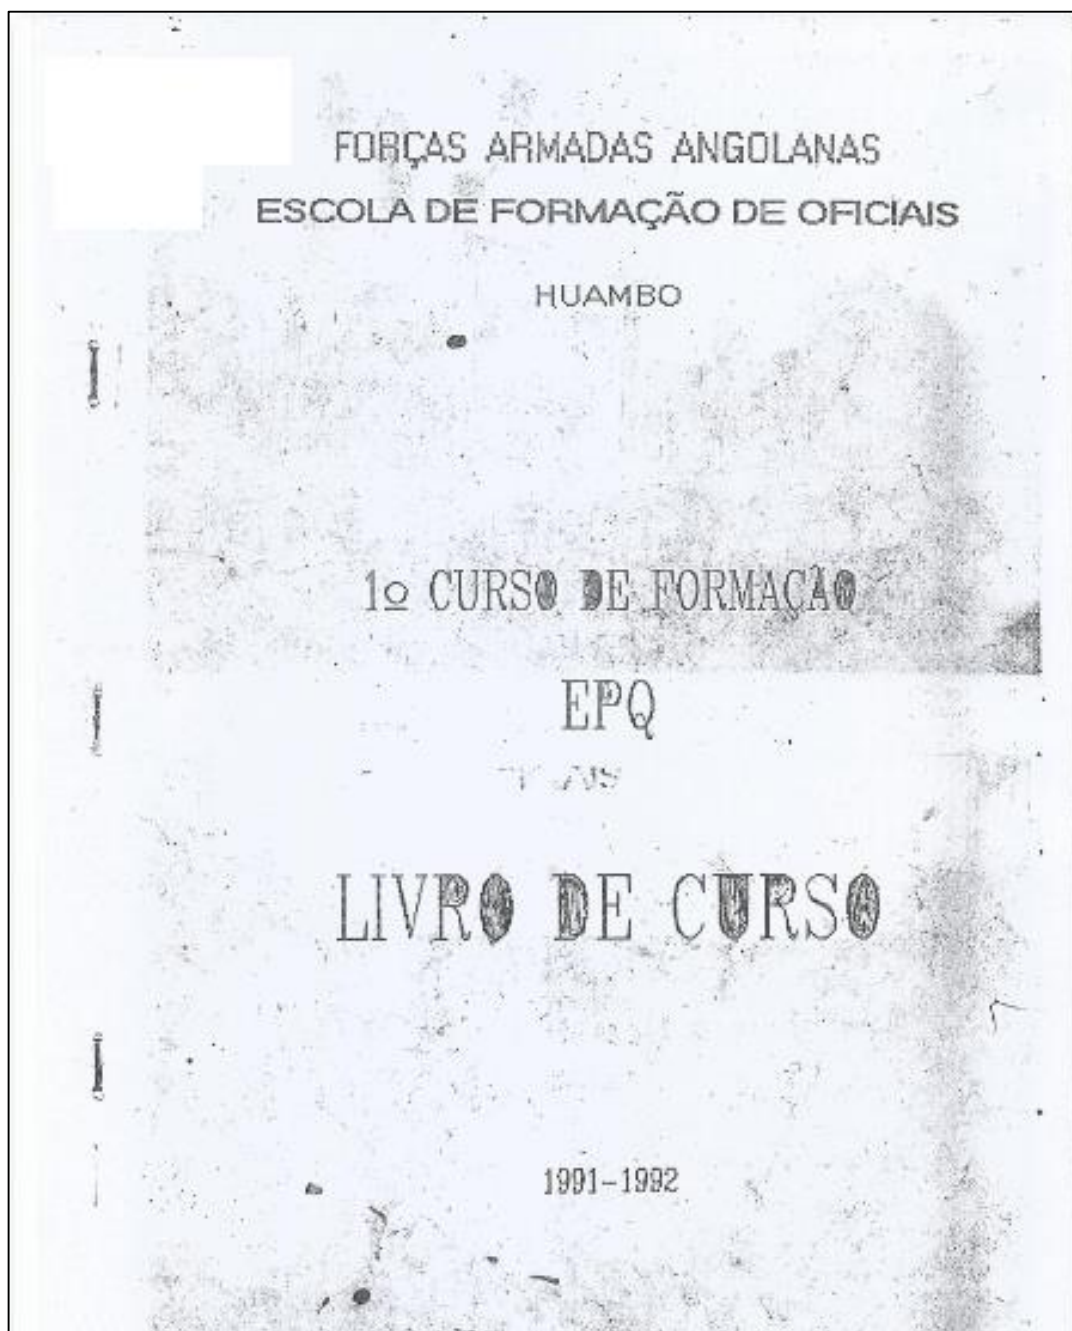 FORÇAS ARMADAS ANGOLANAS
ESCOLA DE FORMAÇÃO DE OFICIAIS
HUAMBO
1º CURSO DE FORMAÇÃO
EPQ
LIVRO DE CURSO
1991-1992